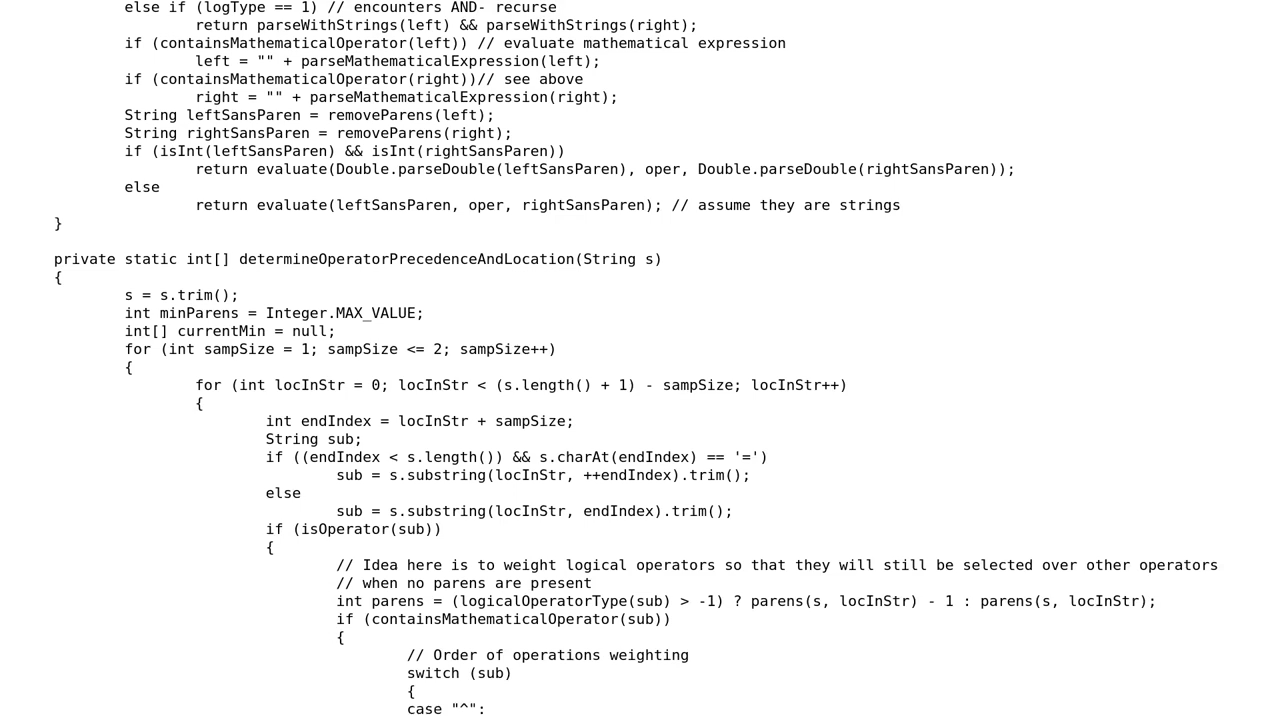 else if (logType == 1) // encounters AND- recurse
return parseWithStrings(left) && parseWithStrings(right);
if (containsMathematicalOperator(left)) // evaluate mathematical expression
left = "" + parseMathematicalExpression(left);
if (containsMathematicalOperator(right))// see above
right = "" + parseMathematicalExpression(right);
String leftSansParen = removeParens(left);
String rightSansParen = removeParens(right);
if (isInt(leftSansParen) && isInt(rightSansParen))
return evaluate(Double.parseDouble(leftSansParen), oper, Double.parseDouble(rightSansParen));
else
return evaluate(leftSansParen, oper, rightSansParen); // assume they are strings
}
private static int[] determineOperatorPrecedenceAndLocation(String s)
{
s = s.trim();
int minParens = Integer.MAX_VALUE;
int[] currentMin = null;
for (int sampSize = 1; sampSize <= 2; sampSize++)
{
for (int locInStr = 0; locInStr < (s.length() + 1) - sampSize; locInStr++)
{
int endIndex = locInStr + sampSize;
String sub;
if ((endIndex < s.length()) && s.charAt(endIndex) == '=')
sub = s.substring(locInStr, ++endIndex).trim();
else
sub = s.substring(locInStr, endIndex).trim();
if (isOperator(sub))
{
// Idea here is to weight logical operators so that they will still be selected over other operators
// when no parens are present
int parens = (logicalOperatorType(sub) > -1) ? parens(s, locInStr) - 1 : parens(s, locInStr);
if (containsMathematicalOperator(sub))
{
// Order of operations weighting
switch (sub)
{
case "^":